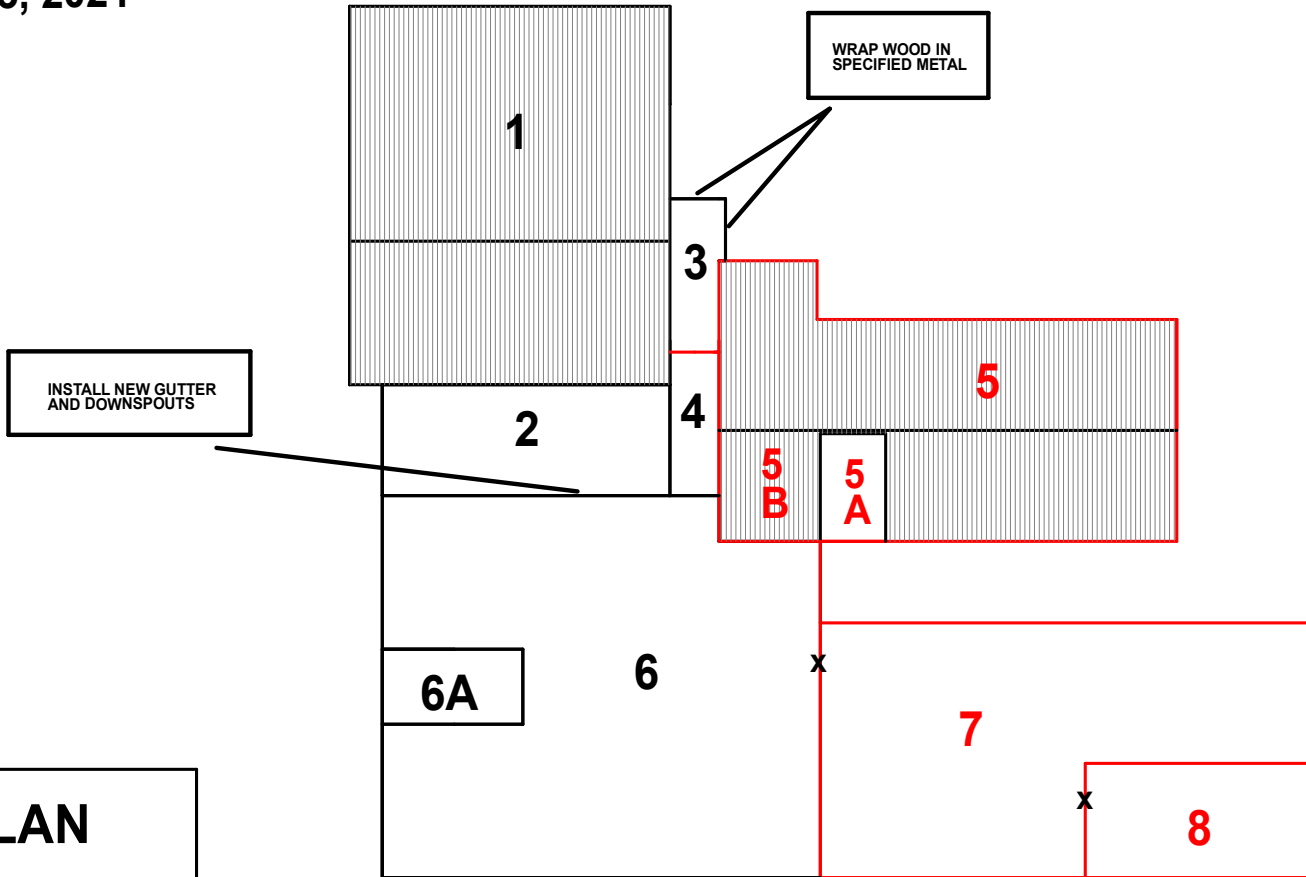 WRAP WOOD IN
SPECIFIED METAL
1
3
INSTALL NEW GUTTER
AND DOWNSPOUTS
5
4
2
5
B
5
A
x
6
6A
7
x
8